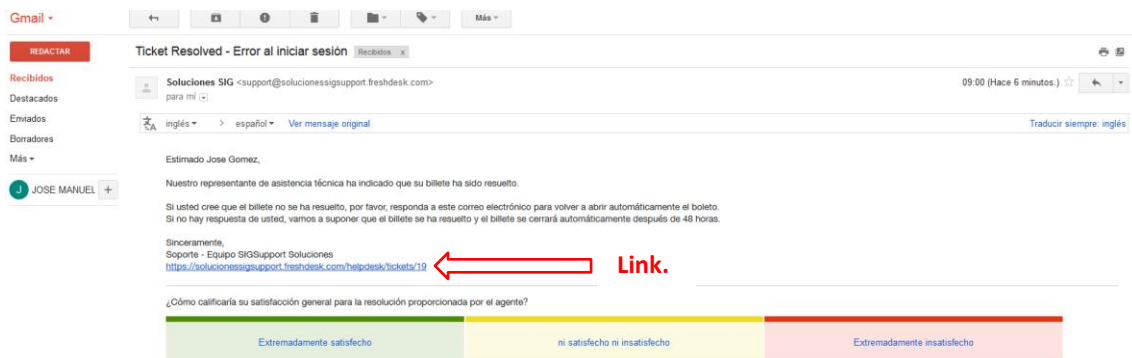 Gmail
Más
REDACTAR
Ticket Resolved - Error al iniciar sesión Recibidos x
Recibidos
Destacados
Enviados
Borradores
Más
JOSE MANUEL +
Soluciones SIG <support@solucionessigsupport.freshdesk.com>
09:00 (Hace 6 minutos.)
para mí
inglés > español Ver mensaje original
Traducir siempre: inglés
Estimado Jose Gomez,
Nuestro representante de asistencia técnica ha indicado que su billete ha sido resuelto.
Si usted cree que el billete no se ha resuelto, por favor, responda a este correo electrónico para volver a abrir automáticamente el boleto.
Si no hay respuesta de usted, vamos a suponer que el billete se ha resuelto y el billete se cerrará automáticamente después de 48 horas.
Sinceramente,
Soporte - Equipo SIGSupport Soluciones
https://solucionessigsupport.freshdesk.com/helpdesk/tickets/19
Link.
¿Cómo calificaría su satisfacción general para la resolución proporcionada por el agente?
Extremadamente satisfecho
ni satisfecho ni insatisfecho
Extremadamente insatisfecho